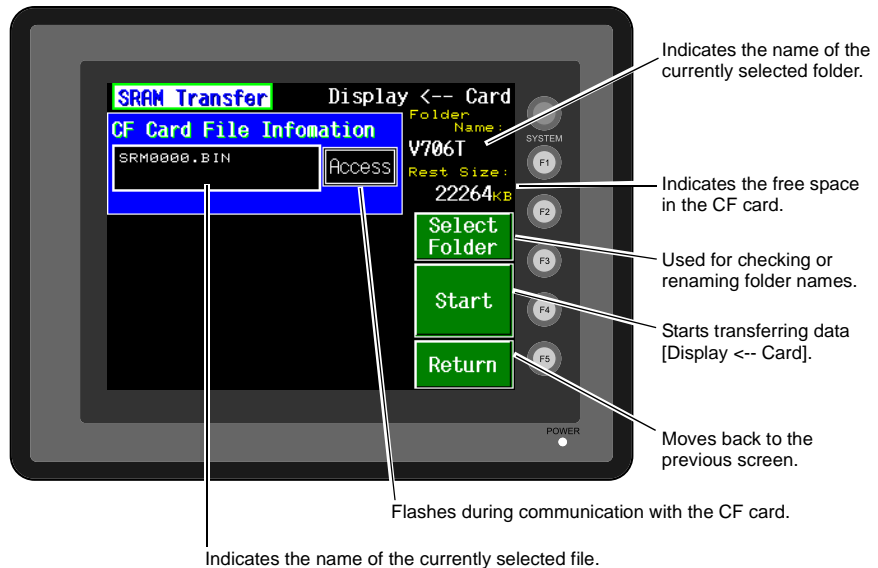 Indicates the name of the
currently selected folder.
SRAM Transfer
Display <-- Card
CF Card File Infomation
SRM0000.BIN
Access
Folder
Name:
V706T
Rest Size:
22264KB
Select
Folder
Start
Return
SYSTEM
F1
F2
F3
F4
F5
POWER
Indicates the free space
in the CF card.
Used for checking or
renaming folder names.
Starts transferring data
[Display <-- Card].
Moves back to the
previous screen.
Flashes during communication with the CF card.
Indicates the name of the currently selected file.